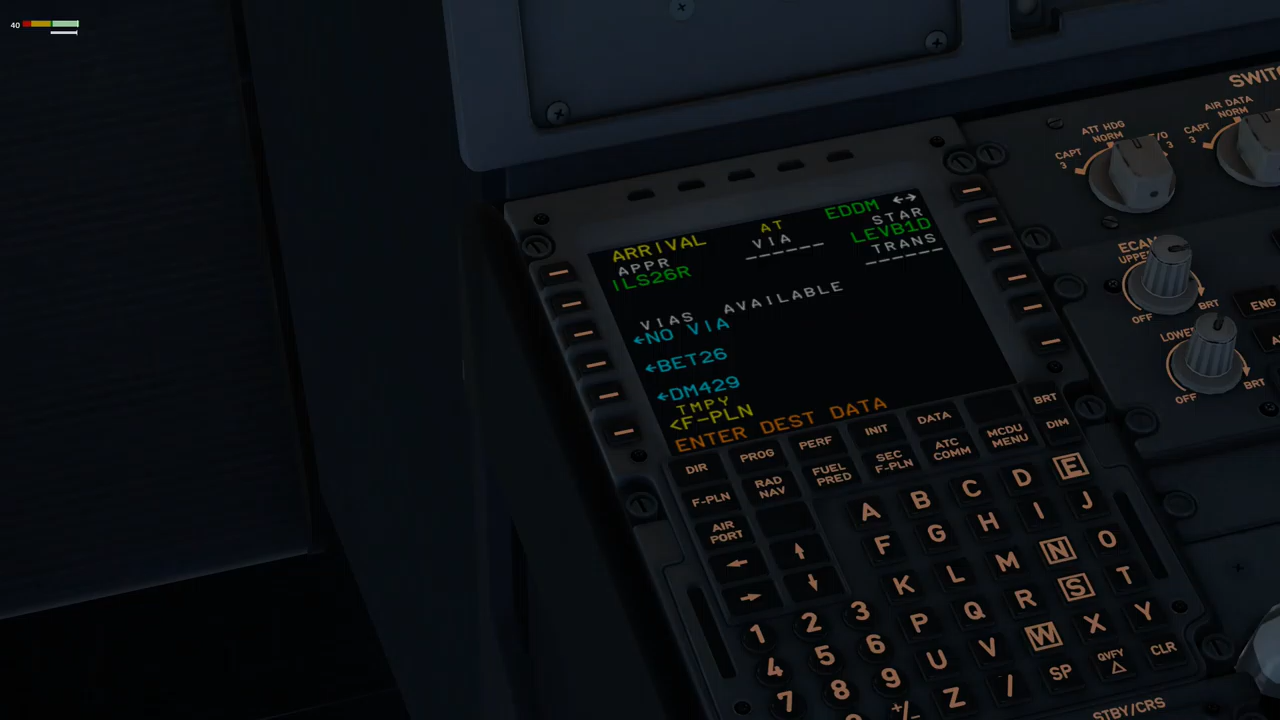 40
SWITC
AIR DATA
NORM
CAPT
3
ATT HDG
NORM
CAPT
3
F/O
3
EDDM ←→
ARRIVAL AT STAR
APPR VIA LEVB1D
ILS26R ------ TRANS
------
VIAS AVAILABLE
←NO VIA
←BET26
←DM429
TMPY
<F-PLN
ENTER DEST DATA
ECAM
UPPER
OFF BRT
ENG
LOWER
OFF BRT
DIR PROG PERF INIT DATA BRT
F-PLN RAD NAV FUEL PRED SEC F-PLN ATC COMM MCDU MENU DIM
AIR PORT
← ↑
→ ↓
A B C D E
F G H I J
K L M N O
P Q R S T
U V W X Y
Z / SP OVFY △ CLR
1 2 3
4 5 6
7 8 9
0 +/-
STBY/CRS